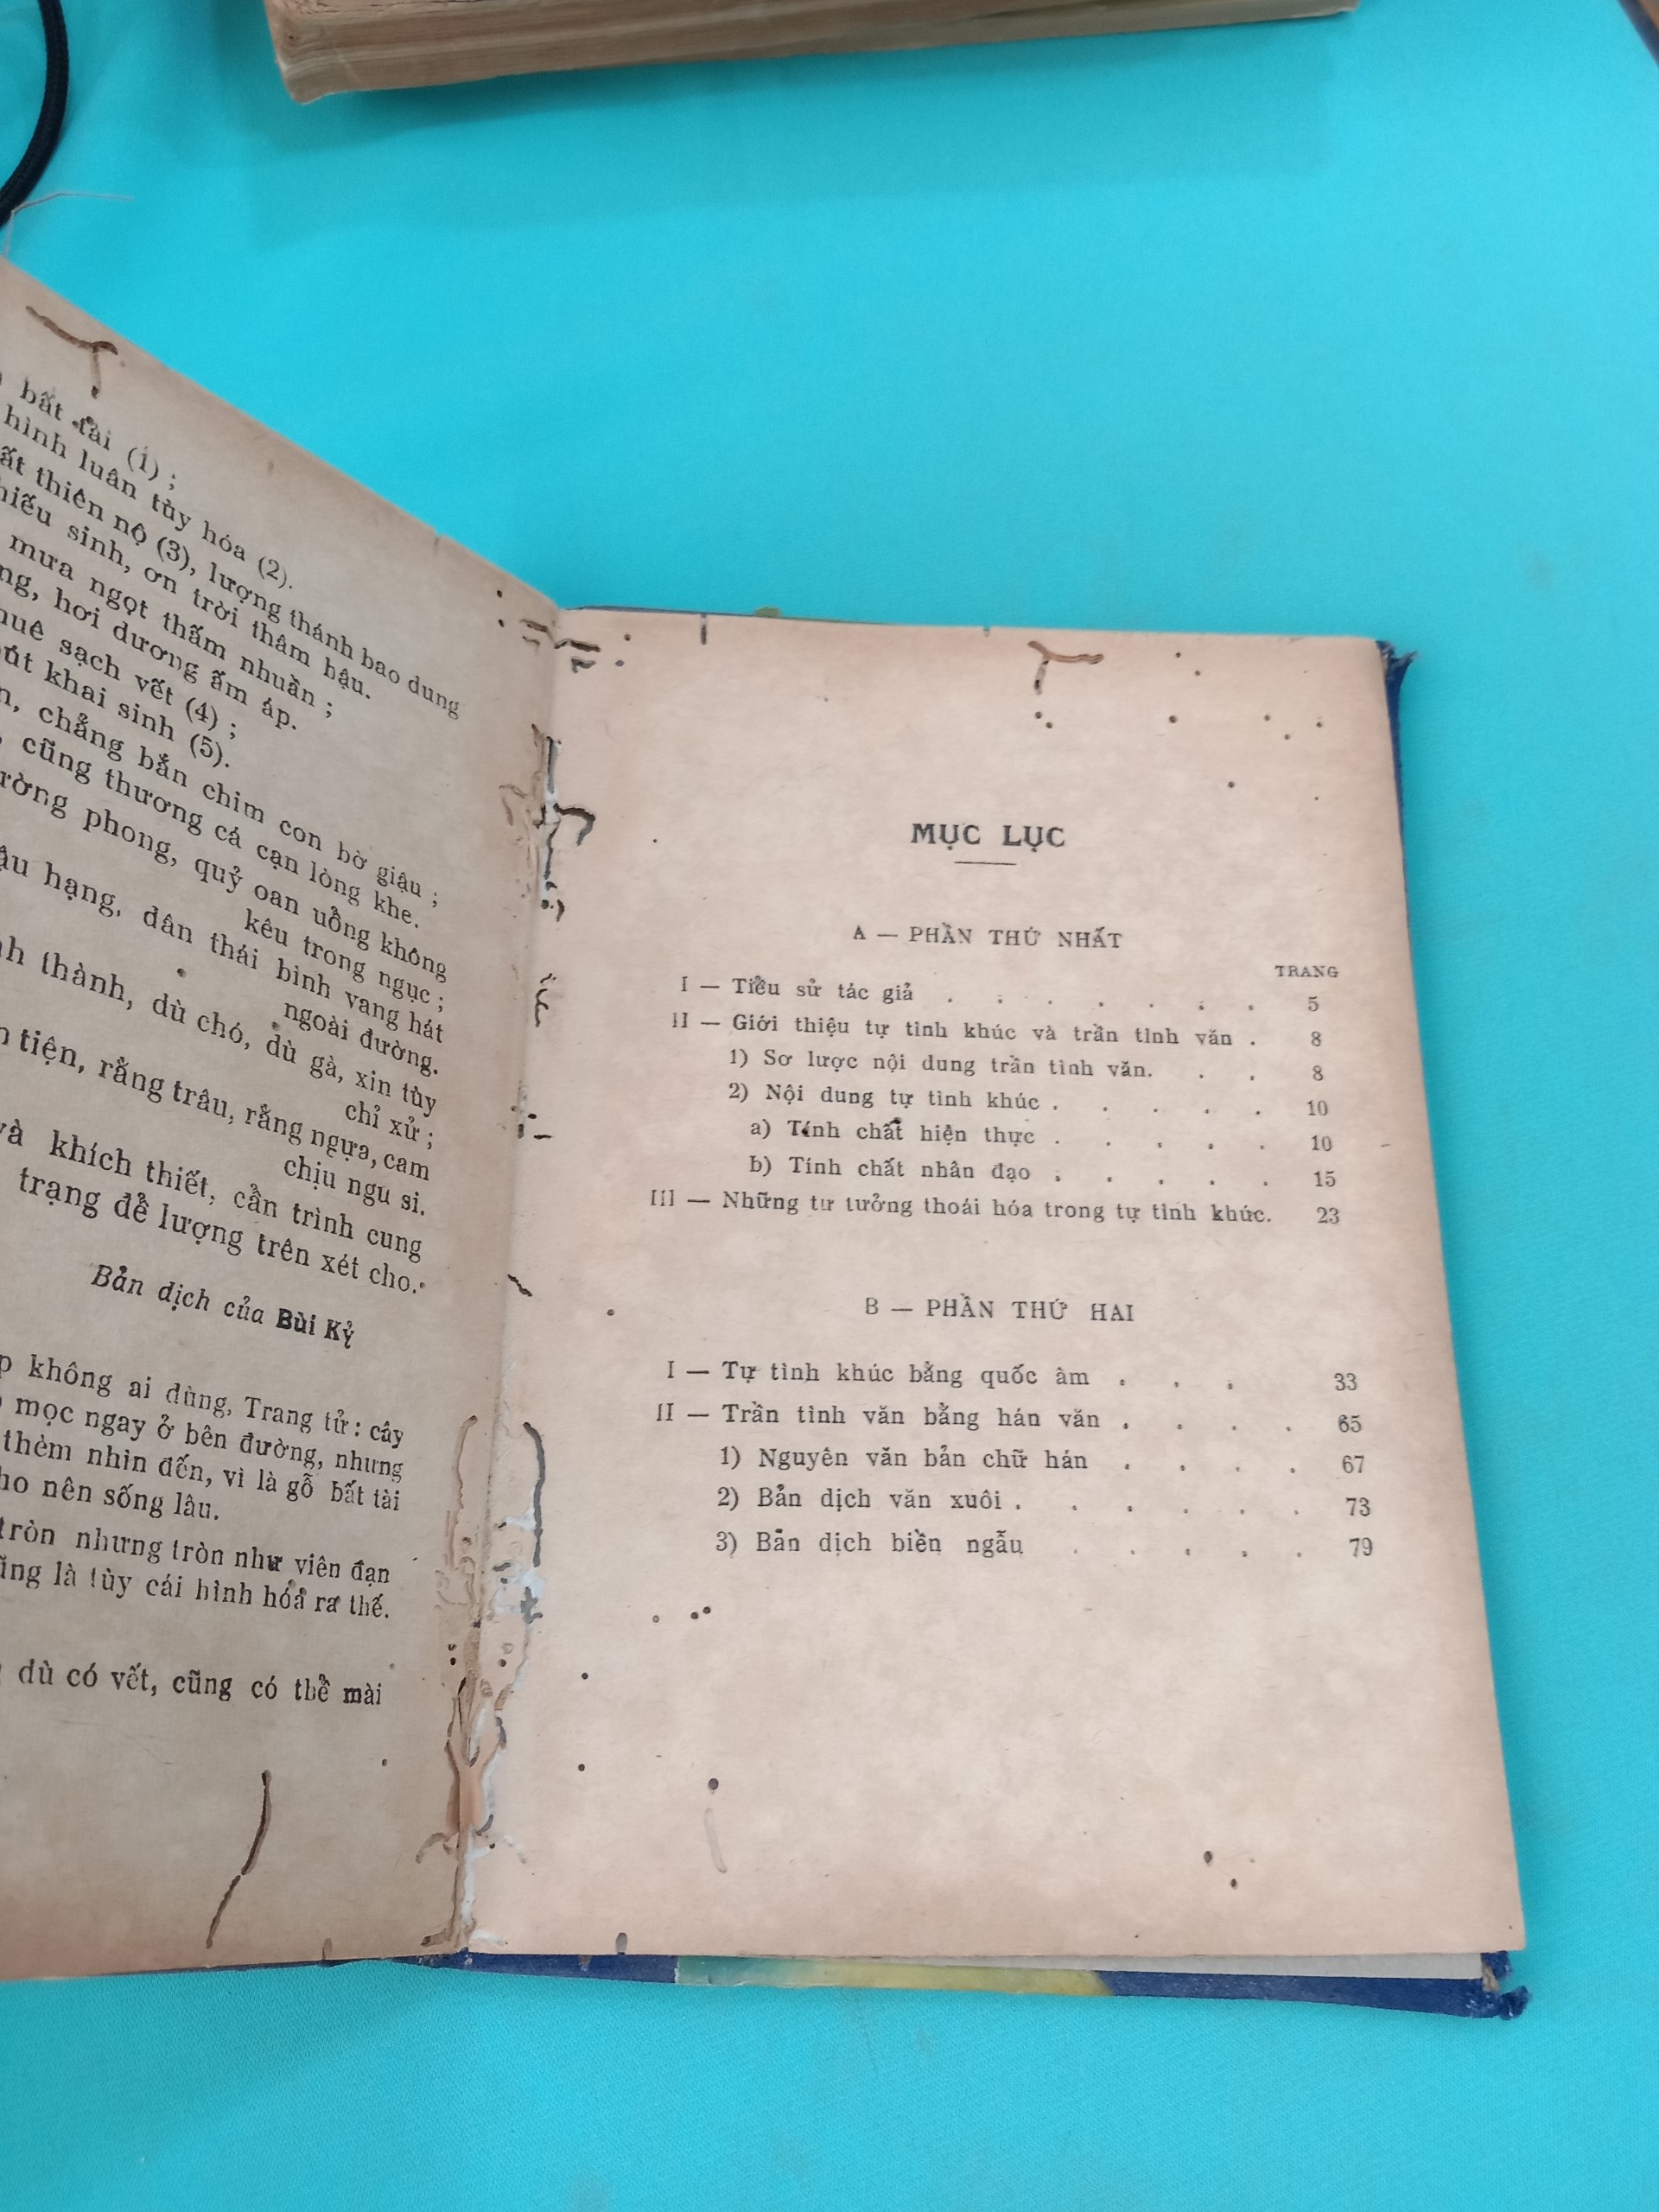 bất tài (1) ;
hình luân tùy hóa (2).
thiên nộ (3), lượng thánh bao dung
sinh, ơn trời thâm hậu.
mưa ngọt thấm nhuần ;
hơi dương ấm áp.
sạch vết (4) ;
khai sinh (5).
chẳng bắn chim con bờ giậu ;
cũng thương cá cạn lòng khe.
phong, quỷ oan uổng không
kêu trong ngục ;
hạng, dân thái bình vang hát
ngoài đường.
thành, dù chó, dù gà, xin tùy
chỉ xử ;
tiện, rằng trâu, rằng ngựa, cam
chịu ngu si.
và khích thiết, cẩn trình cung
trạng để lượng trên xét cho.
Bản dịch của Bùi Kỷ
không ai dùng, Trang tử : cây
mọc ngay ở bên đường, nhưng
thèm nhìn đến, vì là gỗ bất tài
nên sống lâu.
tròn nhưng tròn như viên đạn
là tùy cái hình hóa ra thế.
dù có vết, cũng có thể mài
MỤC LỤC
A — PHẦN THỨ NHẤT
TRANG
I — Tiểu sử tác giả . . . . . . . 5
II — Giới thiệu tự tình khúc và trần tình văn . 8
1) Sơ lược nội dung trần tình văn. . . 8
2) Nội dung tự tình khúc . . . . . 10
a) Tính chất hiện thực . . . . . 10
b) Tính chất nhân đạo . . . . . 15
III — Những tư tưởng thoái hóa trong tự tình khúc. 23
B — PHẦN THỨ HAI
I — Tự tình khúc bằng quốc âm . . . 33
II — Trần tình văn bằng hán văn . . . . 65
1) Nguyên văn bản chữ hán . . . . 67
2) Bản dịch văn xuôi . . . . . . 73
3) Bản dịch biền ngẫu . . . . . 79